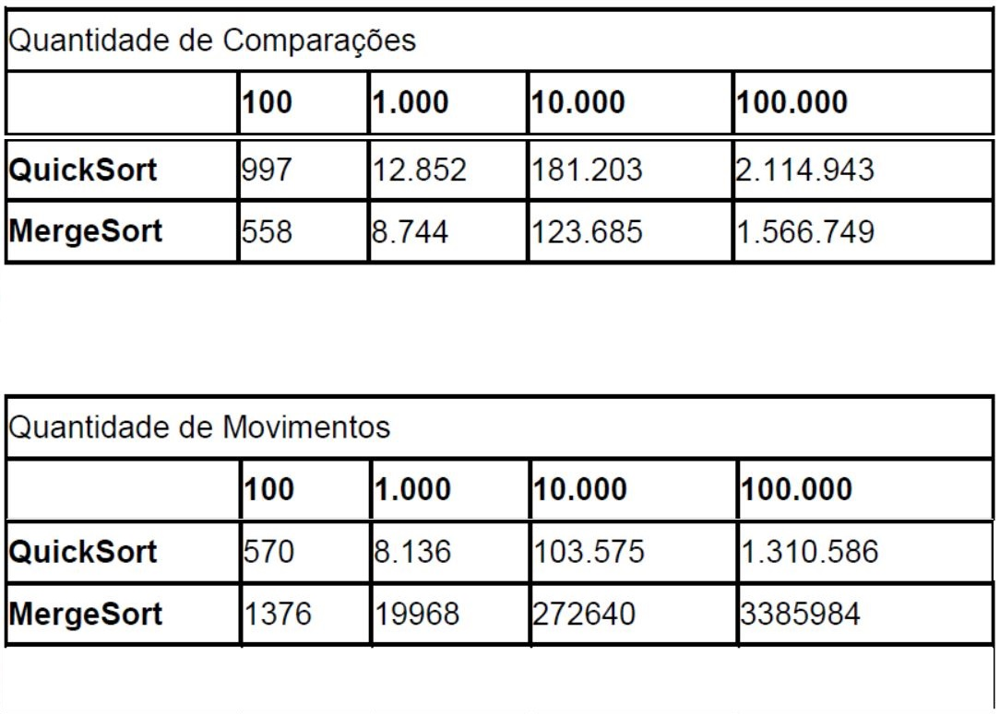 Quantidade de Comparações
100 1.000 10.000 100.000
QuickSort 997 12.852 181.203 2.114.943
MergeSort 558 8.744 123.685 1.566.749
Quantidade de Movimentos
100 1.000 10.000 100.000
QuickSort 570 8.136 103.575 1.310.586
MergeSort 1376 19968 272640 3385984